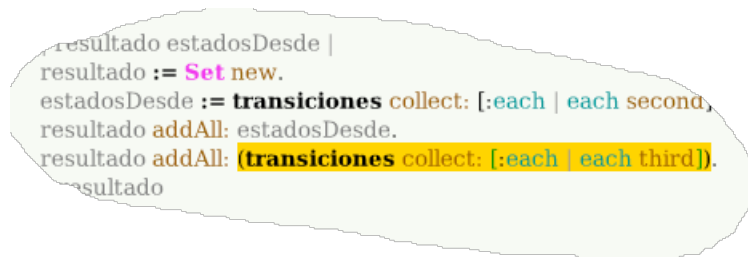 | resultado estadosDesde |
resultado := Set new.
estadosDesde := transiciones collect: [:each | each second]
resultado addAll: estadosDesde.
resultado addAll: (transiciones collect: [:each | each third]).
resultado